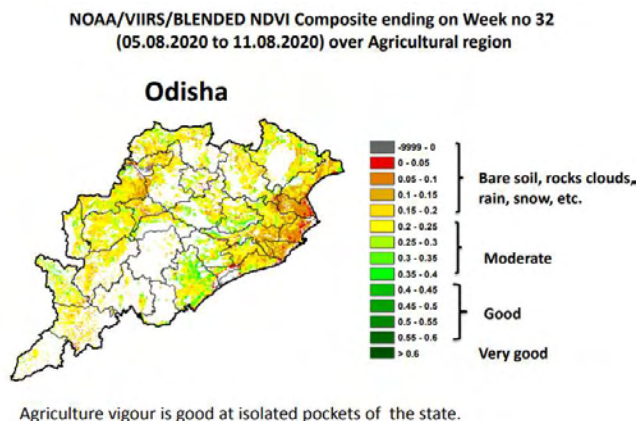 NOAA/VIIRS/BLENDED NDVI Composite ending on Week no 32
(05.08.2020 to 11.08.2020) over Agricultural region
Odisha
-9999 - 0
0 - 0.05
0.05 - 0.1
0.1 - 0.15
0.15 - 0.2
0.2 - 0.25
0.25 - 0.3
0.3 - 0.35
0.35 - 0.4
0.4 - 0.45
0.45 - 0.5
0.5 - 0.55
0.55 - 0.6
> 0.6
Bare soil, rocks clouds,
rain, snow, etc.
Moderate
Good
Very good
Agriculture vigour is good at isolated pockets of the state.